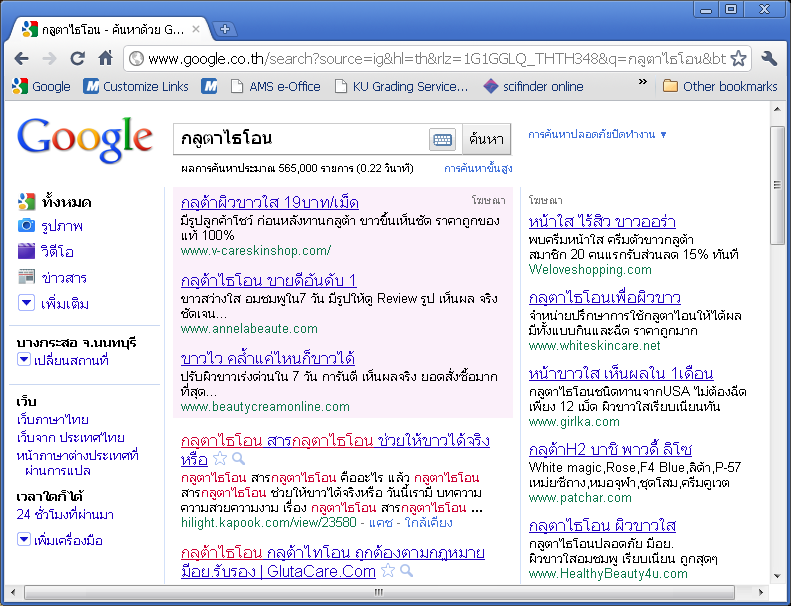 กลูตาไธโอน - ค้นหาด้วย G...
www.google.co.th/search?source=ig&hl=th&rlz=1G1GGLQ_THTH348&q=กลูตาไธโอน&bt
Google Customize Links AMS e-Office KU Grading Service... scifinder online » Other bookmarks
Google กลูตาไธโอน ค้นหา การค้นหาปลอดภัยปิดทำงาน ▼
ผลการค้นหาประมาณ 565,000 รายการ (0.22 วินาที) การค้นหาขั้นสูง
ทั้งหมด
รูปภาพ
วิดีโอ
ข่าวสาร
เพิ่มเติม
บางกระสอ จ.นนทบุรี
เปลี่ยนสถานที่
เว็บ
เว็บภาษาไทย
เว็บจาก ประเทศไทย
หน้าภาษาต่างประเทศที่
ผ่านการแปล
เวลาใดก็ได้
24 ชั่วโมงที่ผ่านมา
เพิ่มเครื่องมือ
กลูต้าผิวขาวใส 19บาท/เม็ด โฆษณา
มีรูปลูกค้าโชว์ ก่อนหลังทานกลูต้า ขาวขึ้นเห็นชัด ราคาถูกของ
แท้ 100%
www.v-careskinshop.com/
กลูต้าไธโอน ขายดีอันดับ 1
ขาวสว่างใส อมชมพูใน7 วัน มีรูปให้ดู Review รูป เห็นผล จริง
ชัดเจน...
www.annelabeaute.com
ขาวไว คล้ำแค่ไหนก็ขาวได้
ปรับผิวขาวเร่งด่วนใน 7 วัน การันตี เห็นผลจริง ยอดสั่งซื้อมาก
ที่สุด...
www.beautycreamonline.com
กลูตาไธโอน สารกลูตาไธโอน ช่วยให้ขาวได้จริง
หรือ
กลูตาไธโอน สารกลูตาไธโอน คืออะไร แล้ว กลูตาไธโอน
สารกลูตาไธโอน ช่วยให้ขาวได้จริงหรือ วันนี้เรามี บทความ
ความสวยความงาม เรื่อง กลูตาไธโอน สารกลูตาไธโอน ...
hilight.kapook.com/view/23580 - แคช - ใกล้เคียง
กลูตาไธโอน กลูต้าไทโอน ถูกต้องตามกฎหมาย
มีอย.รับรอง | GlutaCare.Com
โฆษณา
หน้าใส ไร้สิว ขาวออร่า
พบครีมหน้าใส ครีมตัวขาวกลูต้า
สมาชิก 20 คนแรกรับส่วนลด 15% ทันที
Weloveshopping.com
กลูตาไธโอนเพื่อผิวขาว
จำหน่ายปรึกษาการใช้กลูตาไอนให้ได้ผล
มีทั้งแบบกินและฉีด ราคาถูกมาก
www.whiteskincare.net
หน้าขาวใส เห็นผลใน 1เดือน
กลูตาไธโอนชนิดทานจากUSA ไม่ต้องฉีด
เพียง 12 เม็ด ผิวขาวใสเรียบเนียนทัน
www.girlka.com
กลูต้าH2 บาชิ พาวดี้ ลิโซ่
White magic,Rose,F4 Blue,ลิด้า,P-57
เหม่ยซีถาง,หมอจุฬา,ชุดโสม,ครีมคูเวต
www.patchar.com
กลูตาไธโอน ผิวขาวใส
กลูตาไธโอนปลอดภัย มีอย.
ผิวขาวใสอมชมพู เรียบเนียน ถูกสุดๆ
www.HealthyBeauty4u.com